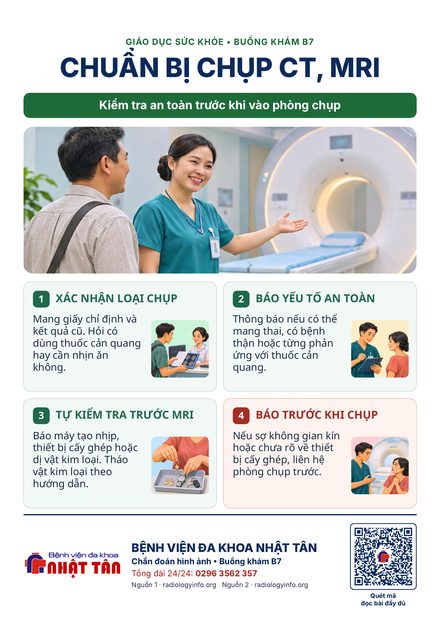 GIÁO DỤC SỨC KHỎE • BUỒNG KHÁM B7
CHUẨN BỊ CHỤP CT, MRI
Kiểm tra an toàn trước khi vào phòng chụp
1 XÁC NHẬN LOẠI CHỤP
Mang giấy chỉ định và
kết quả cũ. Hỏi có
dùng thuốc cản quang
hay cần nhịn ăn
không.
2 BÁO YẾU TỐ AN TOÀN
Thông báo nếu có thể
mang thai, có bệnh
thận hoặc từng phản
ứng với thuốc cản
quang.
3 TỰ KIỂM TRA TRƯỚC MRI
Báo máy tạo nhịp,
thiết bị cấy ghép hoặc
dị vật kim loại. Tháo
vật kim loại theo
hướng dẫn.
4 BÁO TRƯỚC KHI CHỤP
Nếu sợ không gian kín
hoặc chưa rõ về thiết
bị cấy ghép, liên hệ
phòng chụp trước.
Bệnh viện đa khoa
NHẬT TÂN
BỆNH VIỆN ĐA KHOA NHẬT TÂN
Chẩn đoán hình ảnh • Buồng khám B7
Tổng đài 24/24: 0296 3562 357
Nguồn 1 · radiologyinfo.org Nguồn 2 · radiologyinfo.org
Quét mã
đọc bài đầy đủ